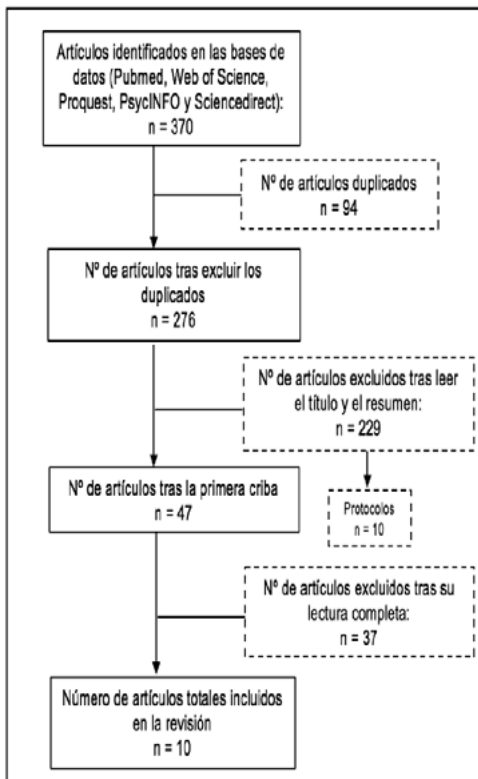 Artículos identificados en las bases de
datos (Pubmed, Web of Science,
Proquest, PsycINFO y Sciencedirect):
n = 370
Nº de artículos duplicados
n = 94
Nº de artículos tras excluir los
duplicados
n = 276
Nº de artículos excluidos tras leer
el título y el resumen:
n = 229
Protocolos
n = 10
Nº de artículos tras la primera criba
n = 47
Nº de artículos excluidos tras su
lectura completa:
n = 37
Número de artículos totales incluidos
en la revisión
n = 10